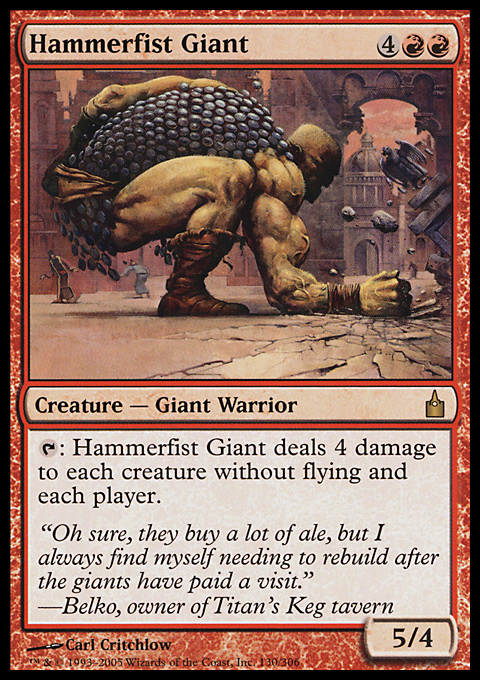 Hammerfist Giant 4
Creature — Giant Warrior
: Hammerfist Giant deals 4 damage
to each creature without flying and
each player.
“Oh sure, they buy a lot of ale, but I
always find myself needing to rebuild after
the giants have paid a visit.”
—Belko, owner of Titan’s Keg tavern
5/4
Carl Critchlow
™ & © 1993–2005 Wizards of the Coast, Inc. 130/306